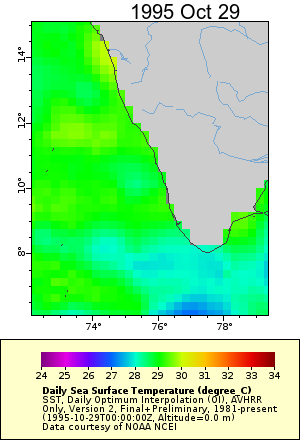 1995 Oct 29
14°
12°
10°
8°
74°
76°
78°
24 25 26 27 28 29 30 31 32 33 34
Daily Sea Surface Temperature (degree_C)
SST, Daily Optimum Interpolation (OI), AVHRR
Only, Version 2, Final+Preliminary, 1981-present
(1995-10-29T00:00:00Z, Altitude=0.0 m)
Data courtesy of NOAA NCEI